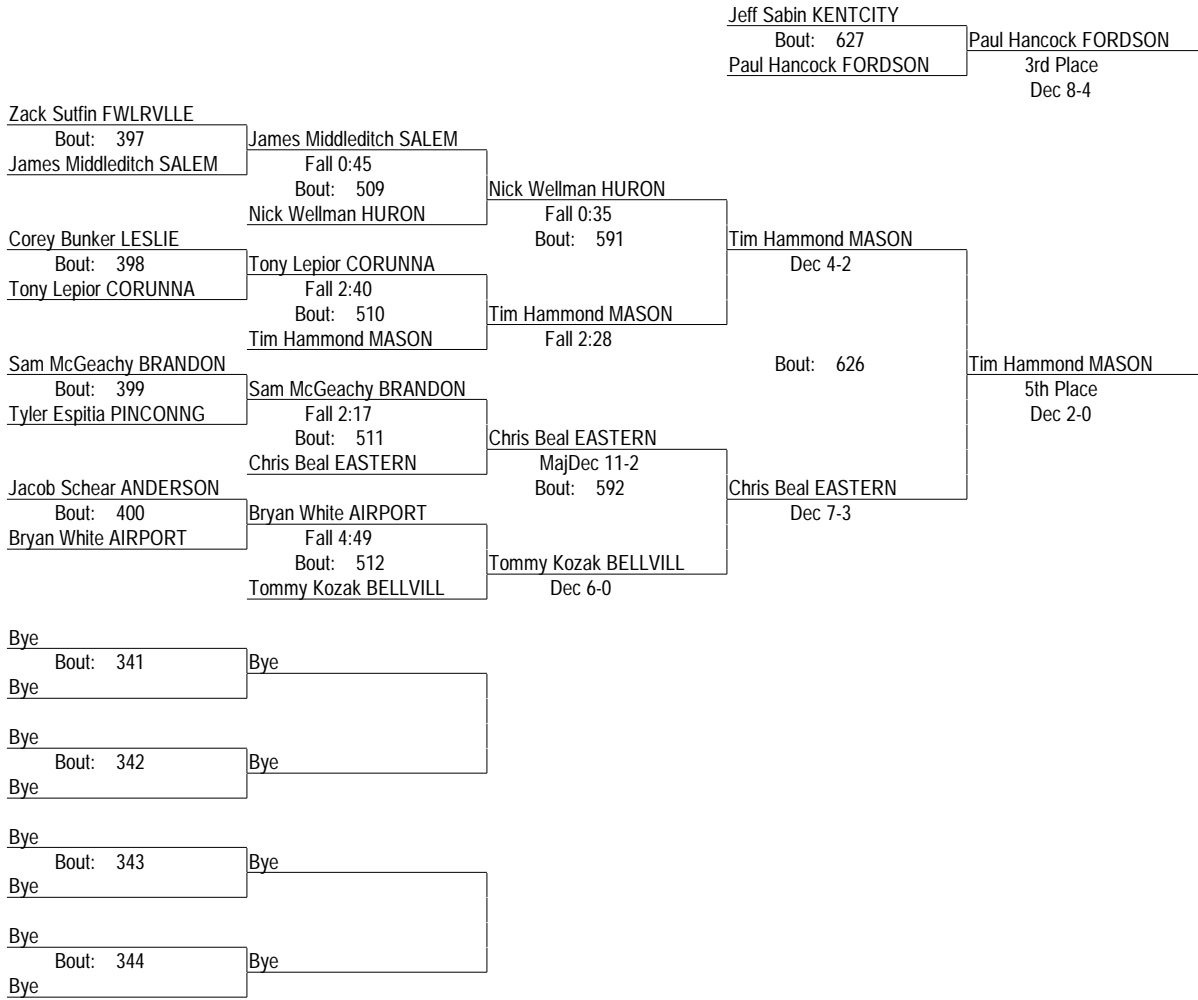 Jeff Sabin KENTCITY
Bout: 627
Paul Hancock FORDSON
Paul Hancock FORDSON
3rd Place
Dec 8-4
Zack Sutfin FWLRVLLE
Bout: 397
James Middleditch SALEM
James Middleditch SALEM
Fall 0:45
Bout: 509
Nick Wellman HURON
Nick Wellman HURON
Fall 0:35
Bout: 591
Corey Bunker LESLIE
Bout: 398
Tony Lepior CORUNNA
Tony Lepior CORUNNA
Fall 2:40
Bout: 510
Tim Hammond MASON
Tim Hammond MASON
Fall 2:28
Tim Hammond MASON
Dec 4-2
Bout: 626
Tim Hammond MASON
5th Place
Dec 2-0
Sam McGeachy BRANDON
Bout: 399
Tyler Espitia PINCONNG
Sam McGeachy BRANDON
Fall 2:17
Bout: 511
Chris Beal EASTERN
Chris Beal EASTERN
MajDec 11-2
Bout: 592
Jacob Schear ANDERSON
Bout: 400
Bryan White AIRPORT
Bryan White AIRPORT
Fall 4:49
Bout: 512
Tommy Kozak BELLVILL
Tommy Kozak BELLVILL
Dec 6-0
Chris Beal EASTERN
Dec 7-3
Bye
Bout: 341
Bye
Bye
Bye
Bout: 342
Bye
Bye
Bye
Bout: 343
Bye
Bye
Bye
Bout: 344
Bye
Bye